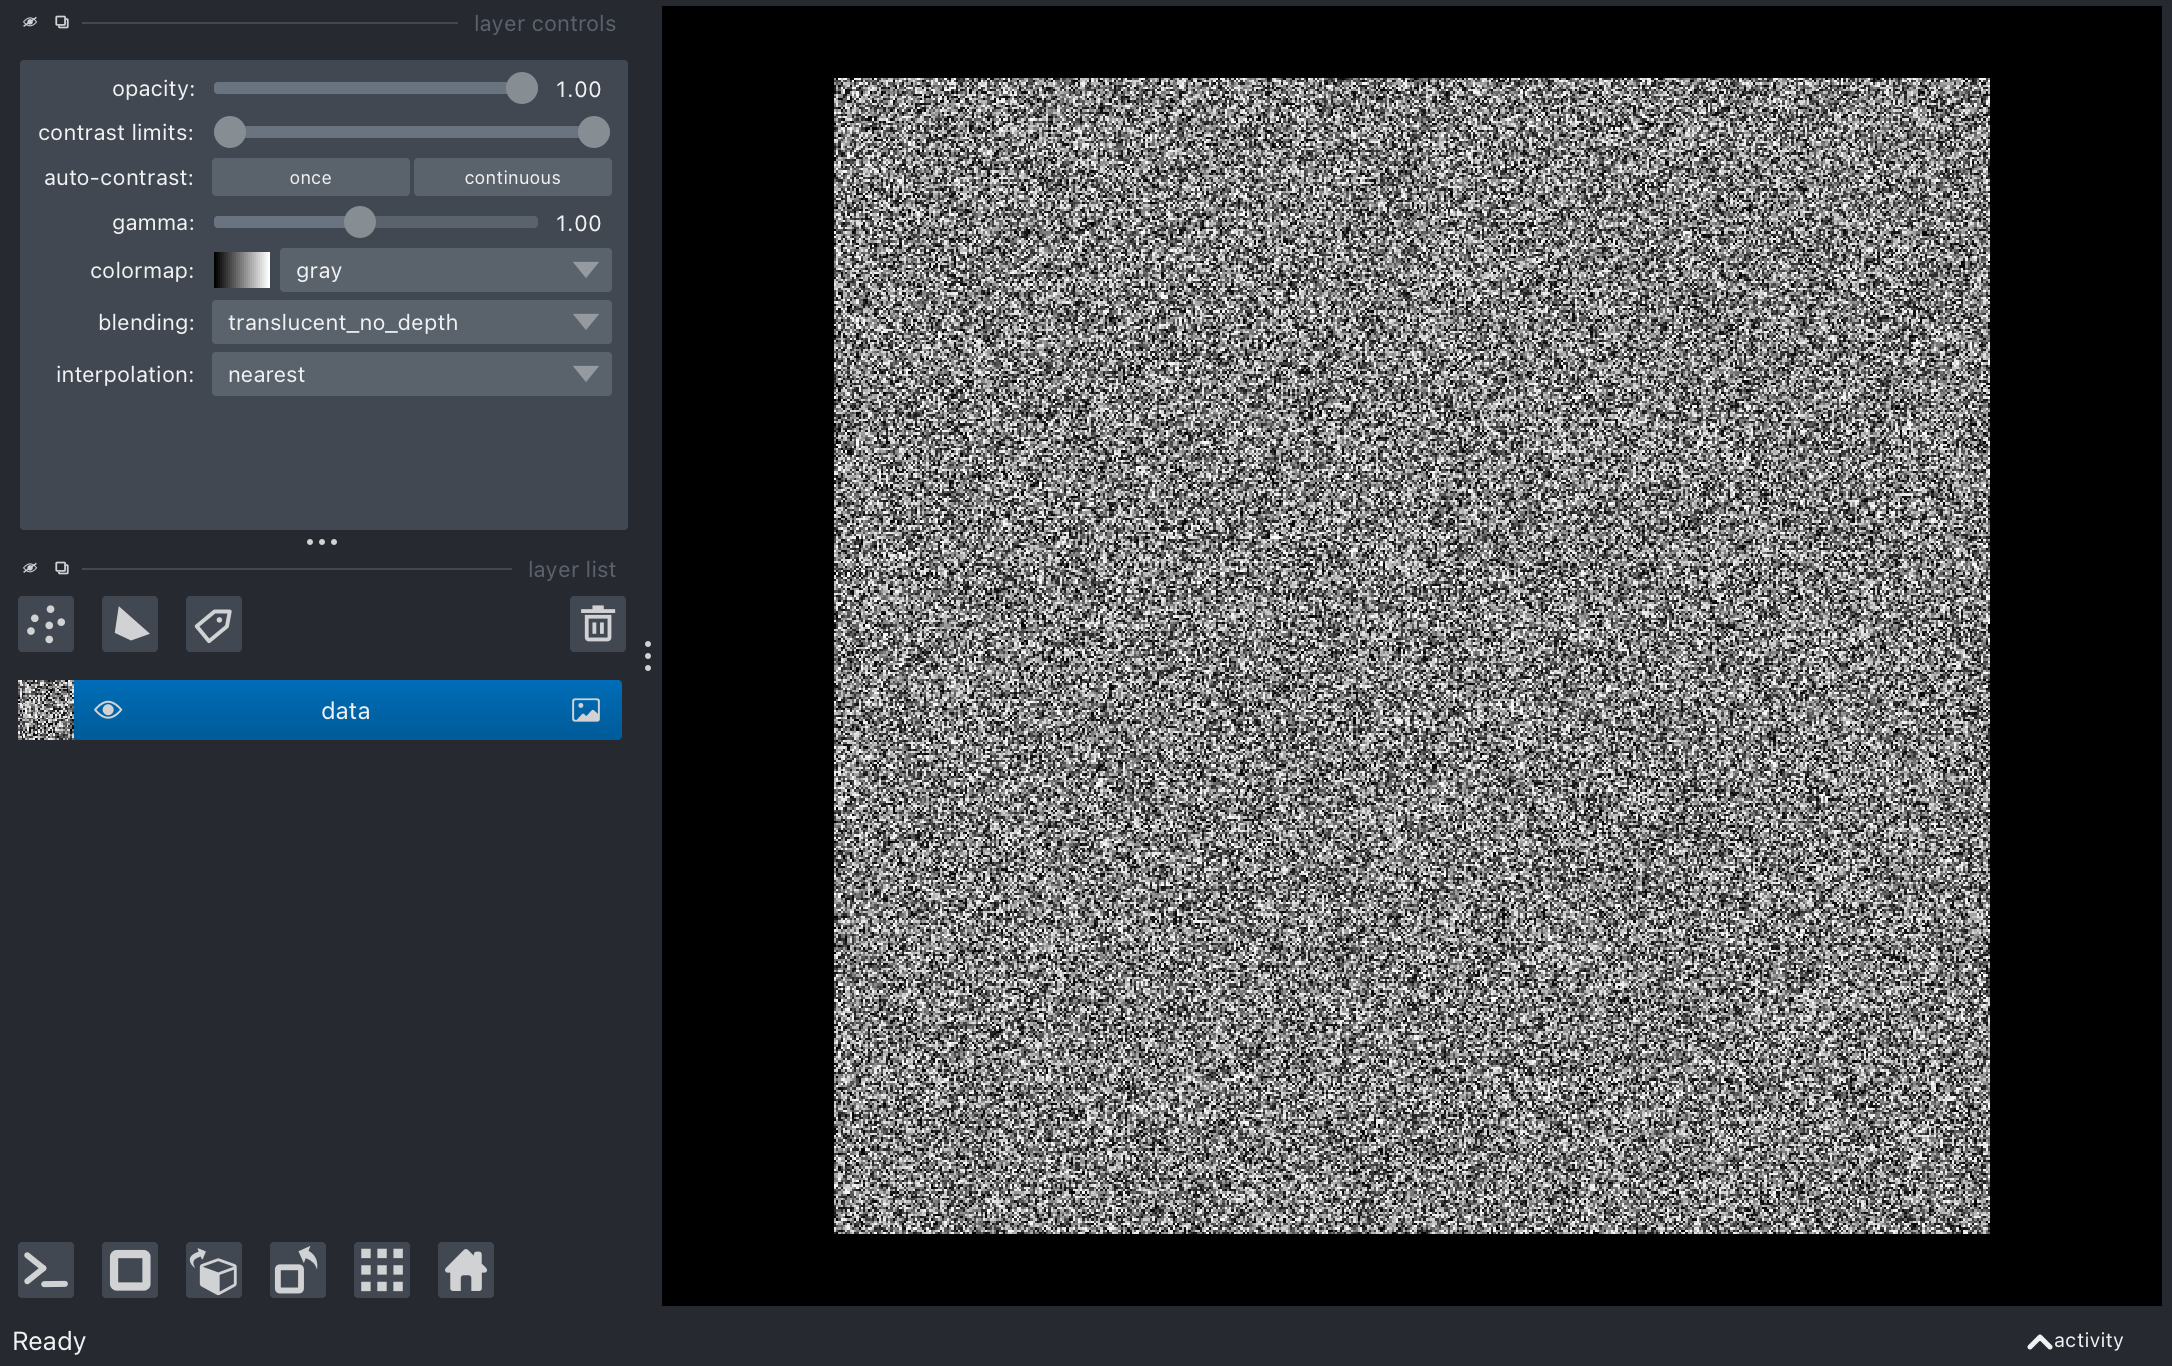 layer controls
opacity: 1.00
contrast limits:
auto-contrast: once continuous
gamma: 1.00
colormap: gray
blending: translucent_no_depth
interpolation: nearest
layer list
data
Ready
activity